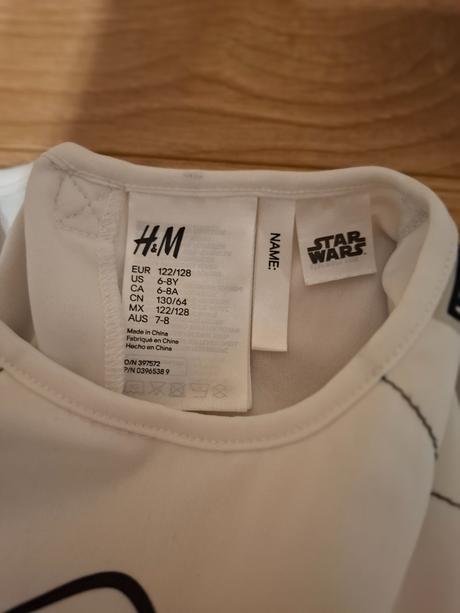 H&M
EUR 122/128
US 6-8Y
CA 6-8A
CN 130/64
MX 122/128
AUS 7-8
Made in China
Fabriqué en Chine
Hecho en China
O/N 397572
P/N 0396538 9
NAME:
STAR
WARS